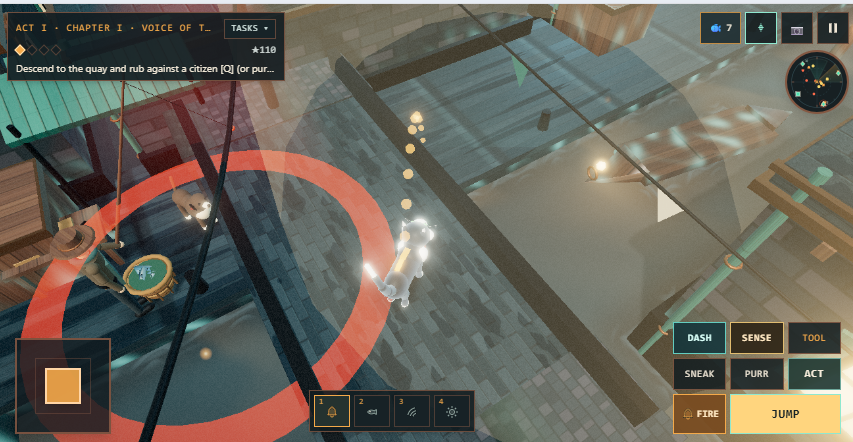 ACT I · CHAPTER I · VOICE OF T…
TASKS ▾
★110
Descend to the quay and rub against a citizen [Q] (or pur…
7
1
2
3
4
DASH
SENSE
TOOL
SNEAK
PURR
ACT
FIRE
JUMP